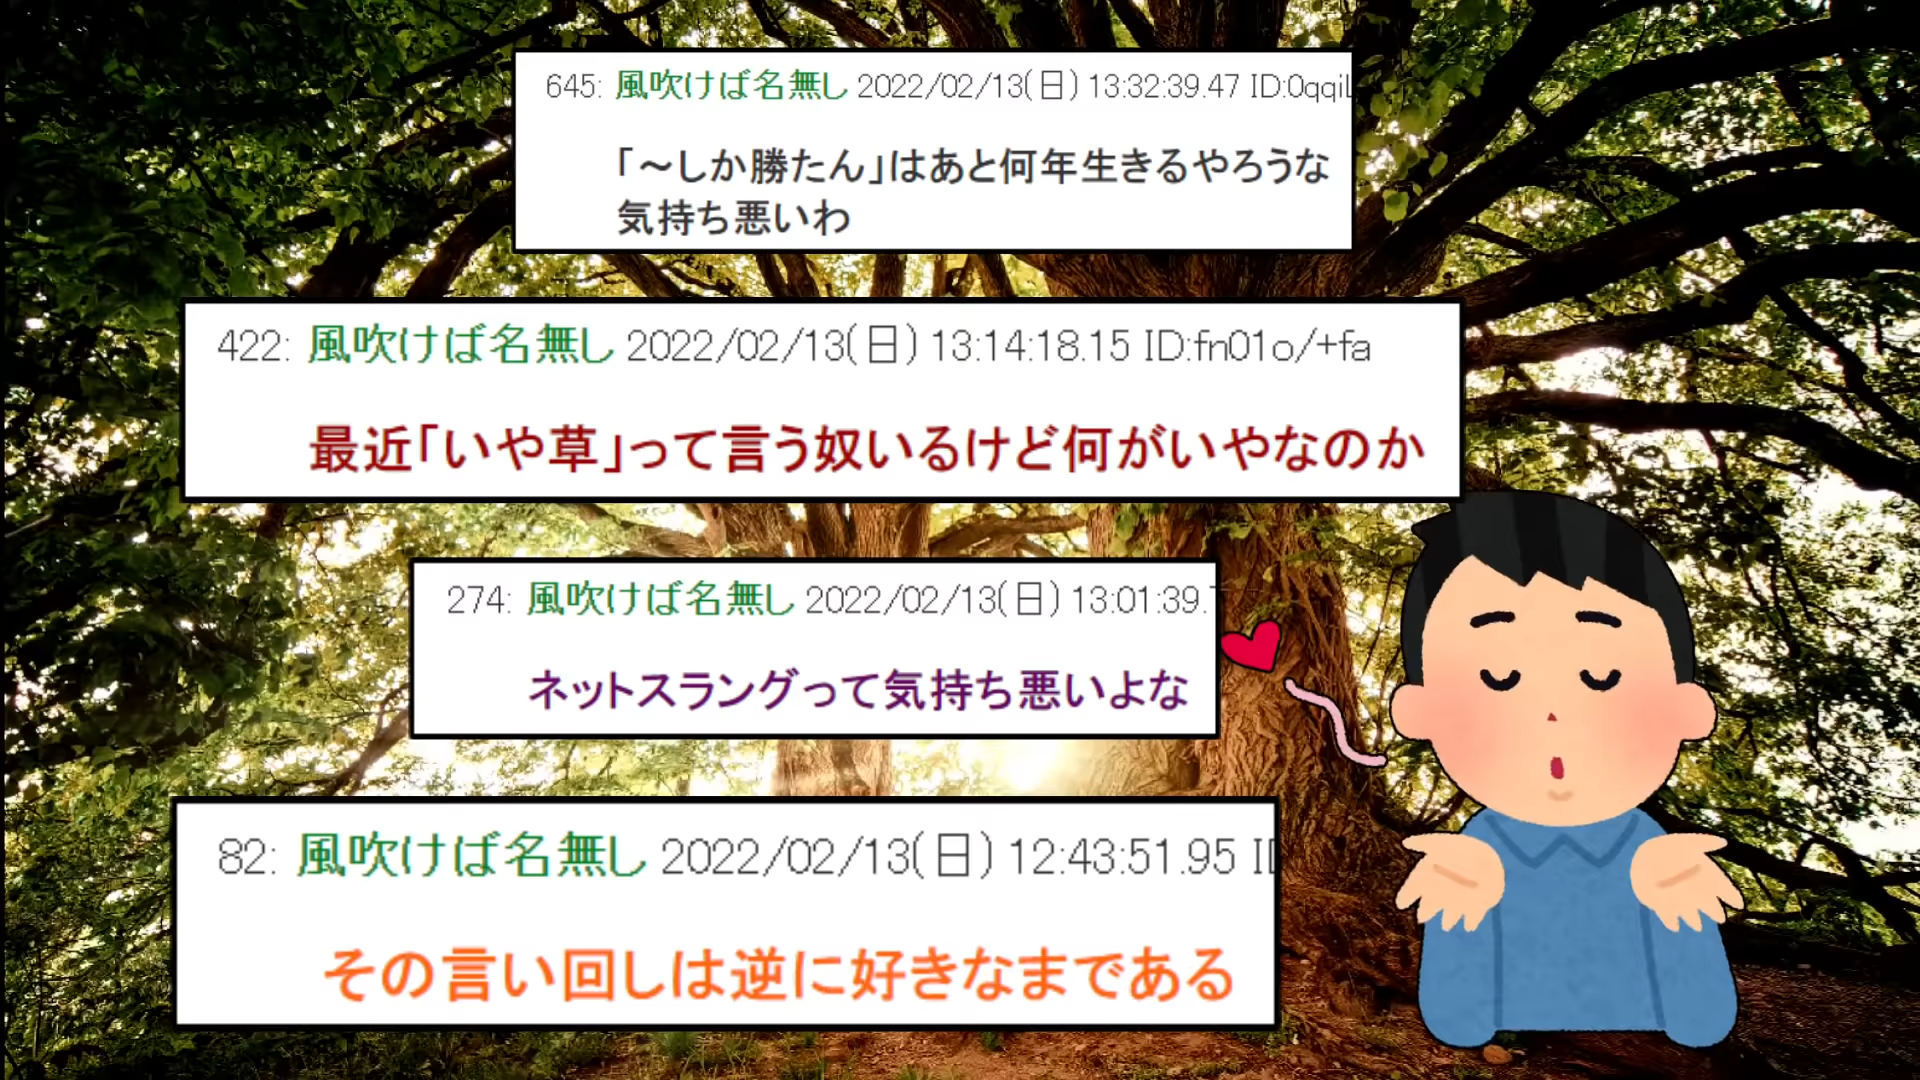 645: 風吹けば名無し 2022/02/13(日) 13:32:39.47 ID:0qqiL
「～しか勝たん」はあと何年生きるやろうな
気持ち悪いわ
422: 風吹けば名無し 2022/02/13(日) 13:14:18.15 ID:fn01o/+fa
最近「いや草」って言う奴いるけど何がいやなのか
274: 風吹けば名無し 2022/02/13(日) 13:01:39.7
ネットスラングって気持ち悪いよな
82: 風吹けば名無し 2022/02/13(日) 12:43:51.95 ID
その言い回しは逆に好きなまである